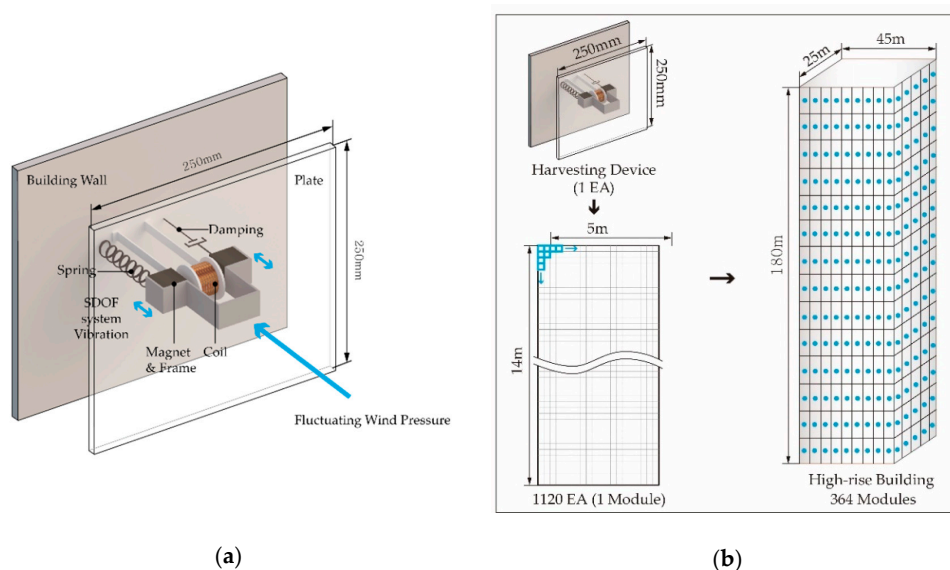 250mm
Building Wall
Plate
Damping
Spring
250mm
SDOF
system
Vibration
Magnet
& Frame
Coil
Fluctuating Wind Pressure
(a)
250mm
250mm
Harvesting Device
(1 EA)
5m
14m
1120 EA (1 Module)
25m
45m
180m
High-rise Building
364 Modules
(b)